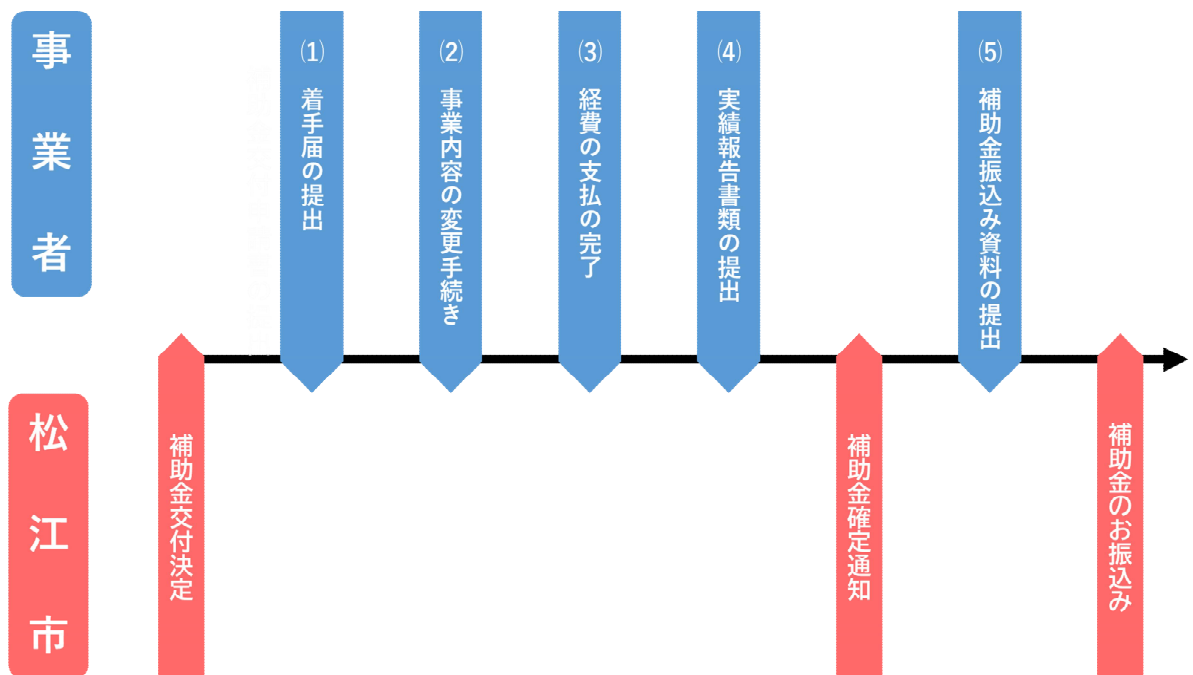 事業者
⑴ 着手届の提出
⑵ 事業内容の変更手続き
⑶ 経費の支払の完了
⑷ 実績報告書類の提出
⑸ 補助金振込み資料の提出
松江市
補助金交付決定
補助金確定通知
補助金のお振込み